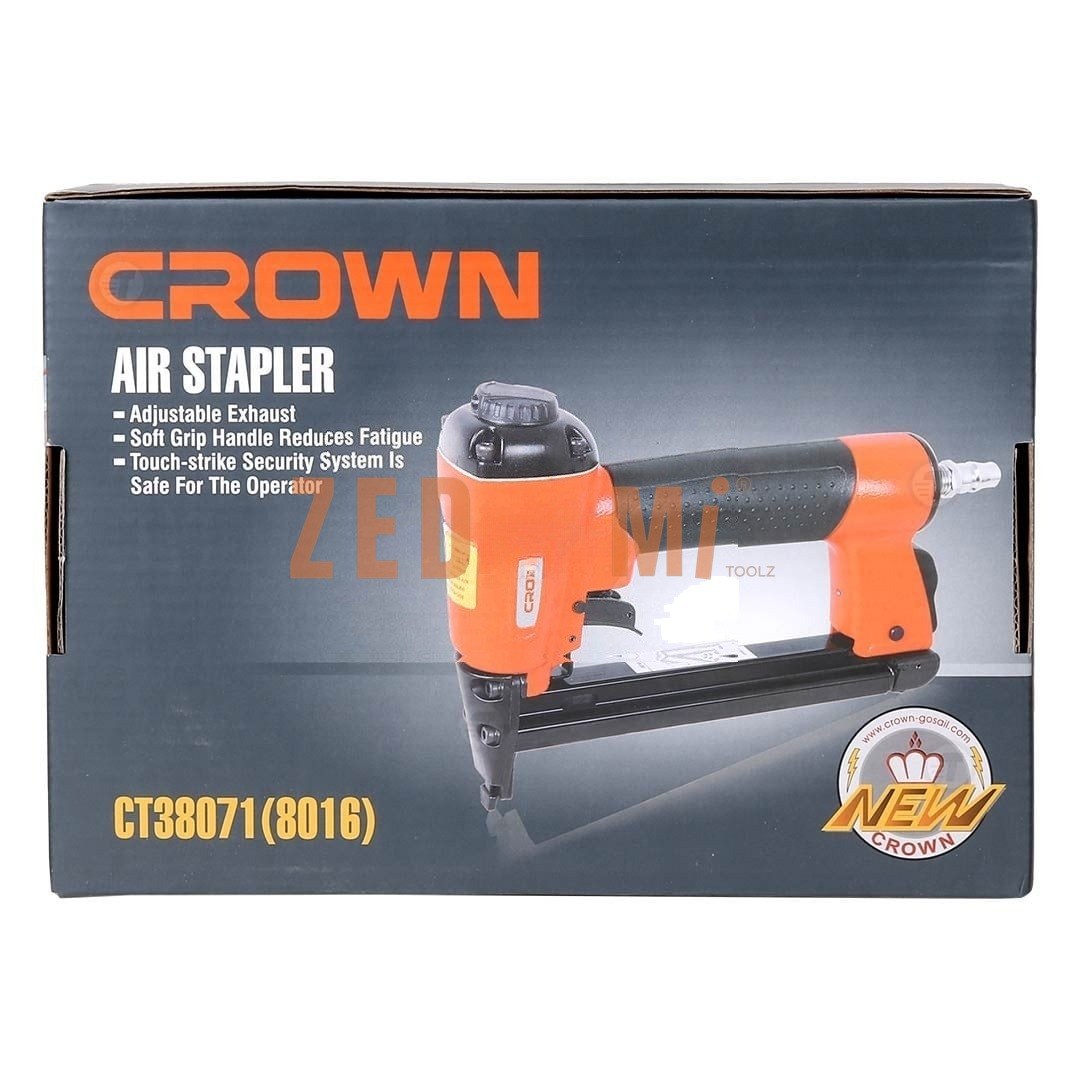 CROWN
AIR STAPLER
- Adjustable Exhaust
- Soft Grip Handle Reduces Fatigue
- Touch-strike Security System Is
Safe For The Operator
ZED Mi
TOOLZ
CROW
CT38071(8016)
www.crown-gosail.com
NEW
CROWN